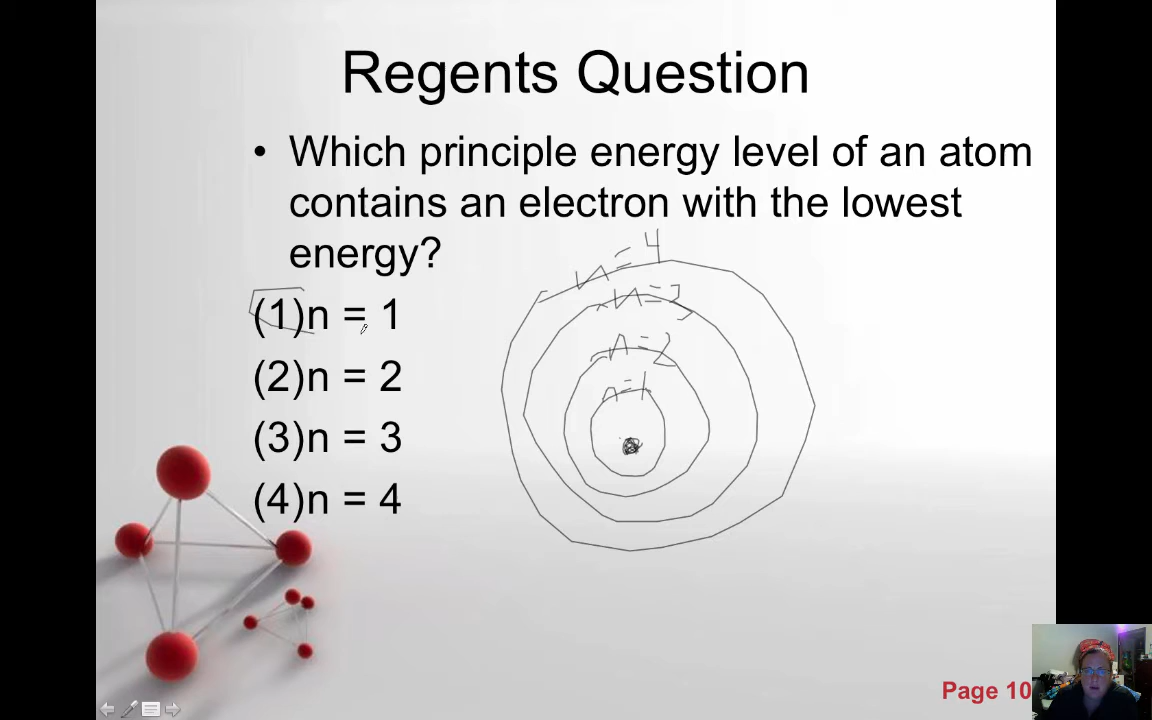 Regents Question
• Which principle energy level of an atom
contains an electron with the lowest
energy?
(1)n = 1
(2)n = 2
(3)n = 3
(4)n = 4
n = 4
n = 3
n = 2
n = 1
Page 10